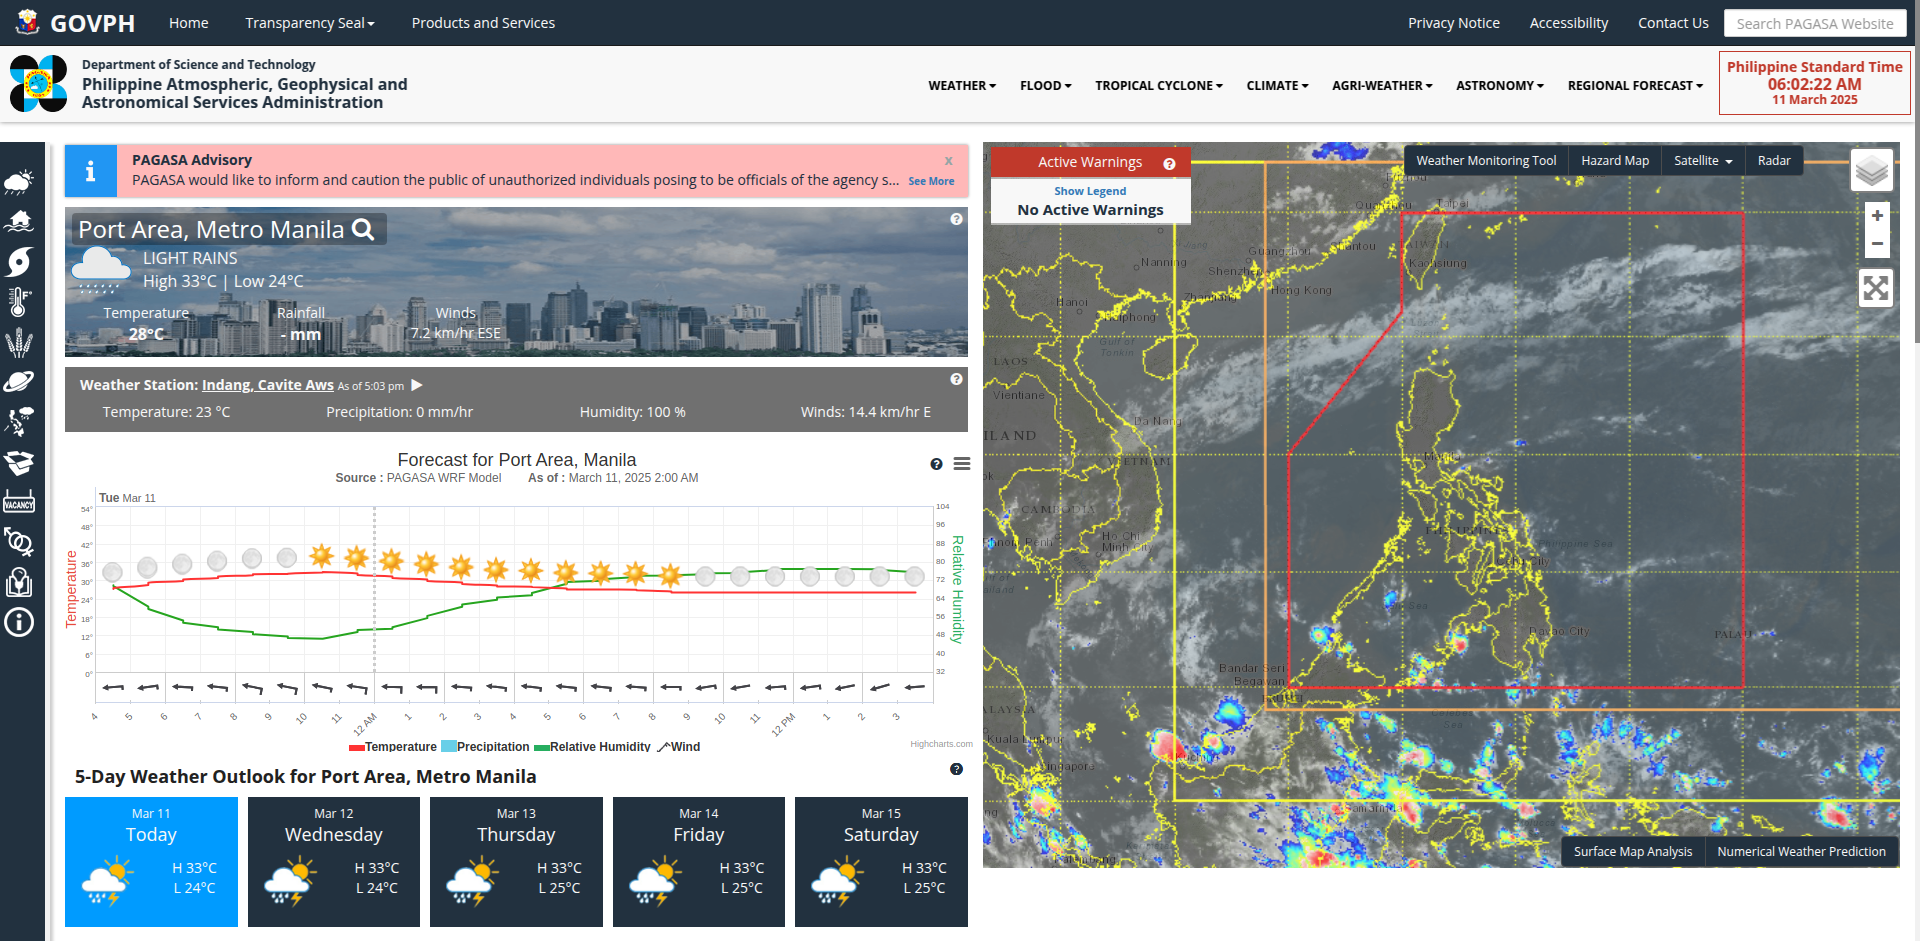 GOVPH
Home
Transparency Seal
Products and Services
Privacy Notice
Accessibility
Contact Us
Search PAGASA Website
Department of Science and Technology
Philippine Atmospheric, Geophysical and
Astronomical Services Administration
WEATHER
FLOOD
TROPICAL CYCLONE
CLIMATE
AGRI-WEATHER
ASTRONOMY
REGIONAL FORECAST
Philippine Standard Time
06:02:22 AM
11 March 2025
VACANCY
PAGASA Advisory
x
PAGASA would like to inform and caution the public of unauthorized individuals posing to be officials of the agency s... See More
Port Area, Metro Manila
LIGHT RAINS
High 33°C | Low 24°C
Temperature
28°C
Rainfall
- mm
Winds
7.2 km/hr ESE
Weather Station: Indang, Cavite Aws As of 5:03 pm
Temperature: 23 °C
Precipitation: 0 mm/hr
Humidity: 100 %
Winds: 14.4 km/hr E
Forecast for Port Area, Manila
Source : PAGASA WRF Model As of : March 11, 2025 2:00 AM
Tue Mar 11
Temperature
54°
48°
42°
36°
30°
24°
18°
12°
6°
0°
104
96
88
80
72
64
56
48
40
32
Relative Humidity
4
5
6
7
8
9
10
11
12 AM
1
2
3
4
5
6
7
8
9
10
11
12 PM
1
2
3
Temperature
Precipitation
Relative Humidity
Wind
Highcharts.com
5-Day Weather Outlook for Port Area, Metro Manila
Mar 11
Today
H 33°C
L 24°C
Mar 12
Wednesday
H 33°C
L 24°C
Mar 13
Thursday
H 33°C
L 25°C
Mar 14
Friday
H 33°C
L 25°C
Mar 15
Saturday
H 33°C
L 25°C
Active Warnings
Show Legend
No Active Warnings
Weather Monitoring Tool
Hazard Map
Satellite
Radar
+
−
Taipei
TAIWAN
Kaohsiung
Guangzhou
Shenzhen
Hong Kong
Nanning
Zhanjiang
Hanoi
Haiphong
Gulf of
Tonkin
LAOS
Vientiane
Da Nang
VIETNAM
CAMBODIA
Ho Chi
Minh City
Philippine Sea
Davao City
PALAU
Bandar Seri
Begawan
Celebes
Sea
Kuala Lumpur
Singapore
Surface Map Analysis
Numerical Weather Prediction